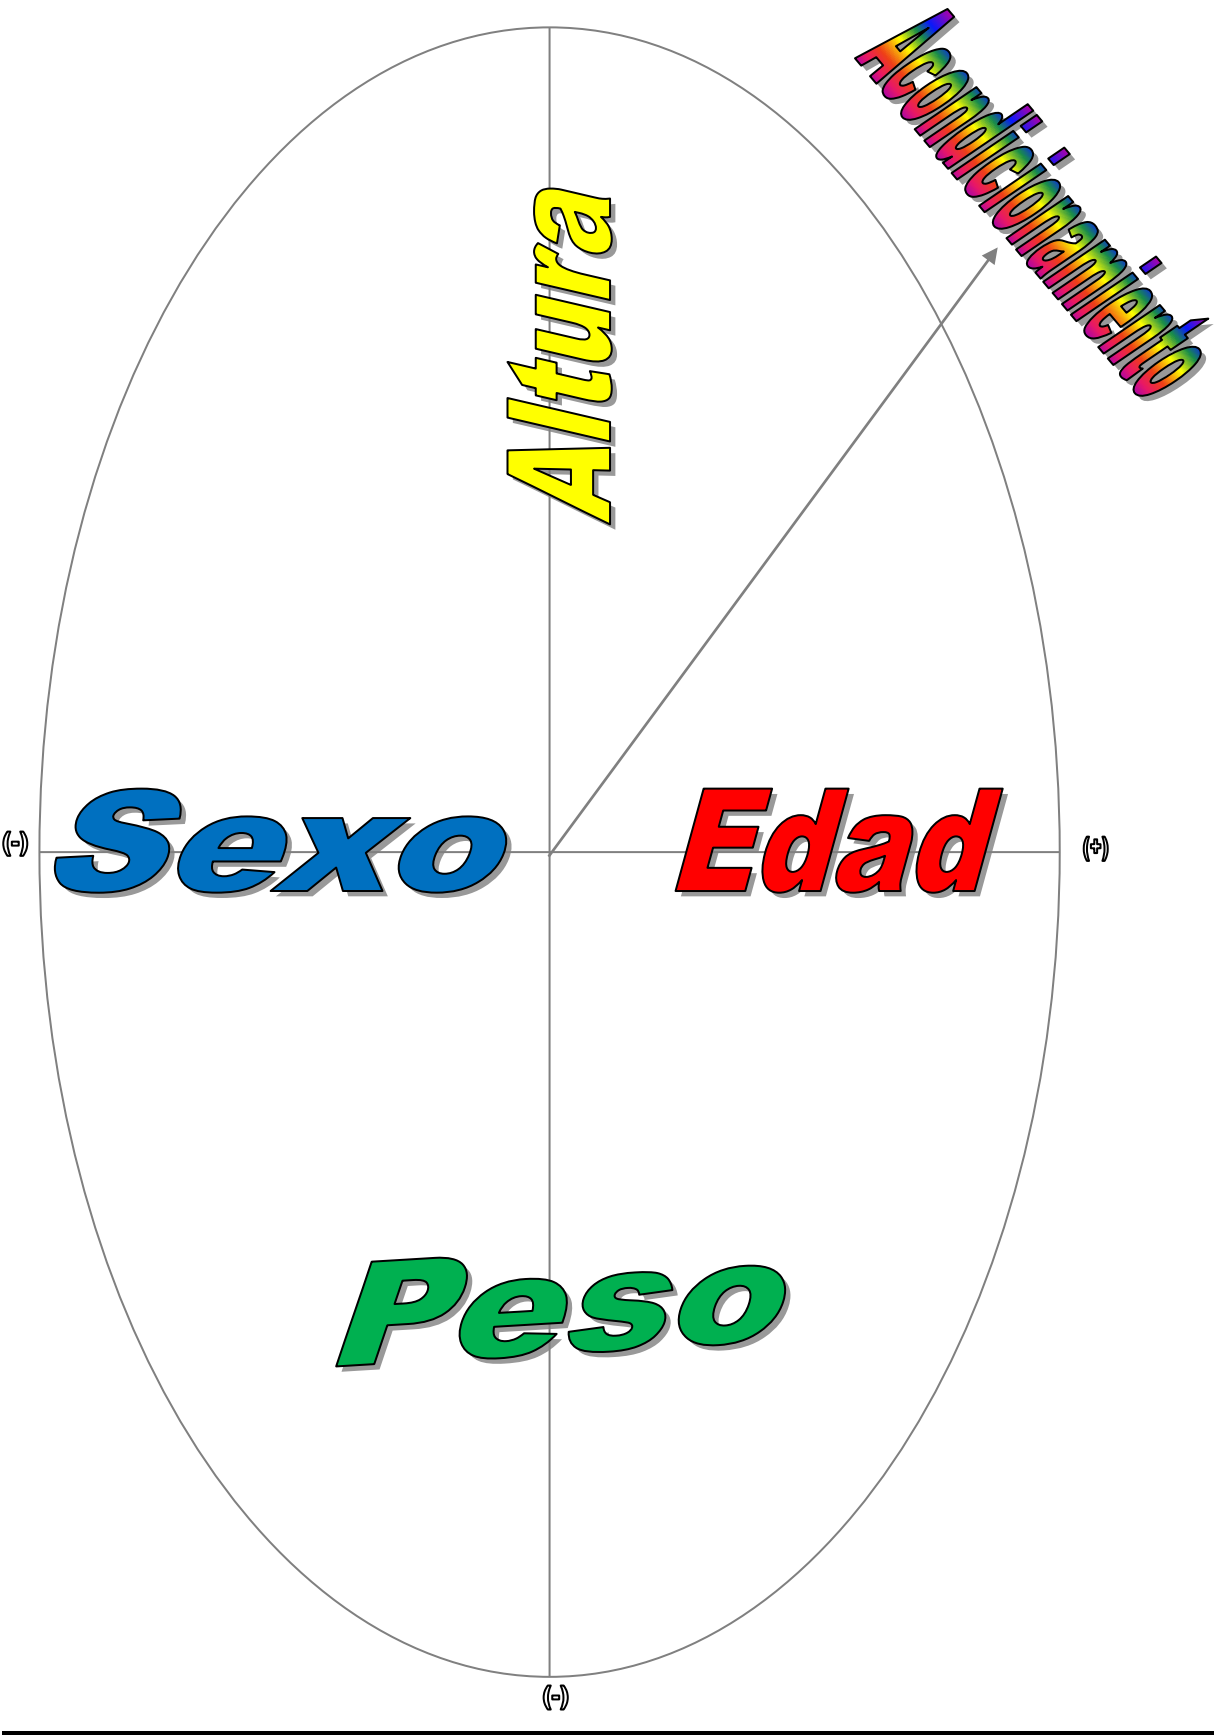 Acondicionamiento
Altura
Sexo
Edad
(-)
(+)
Peso
(-)